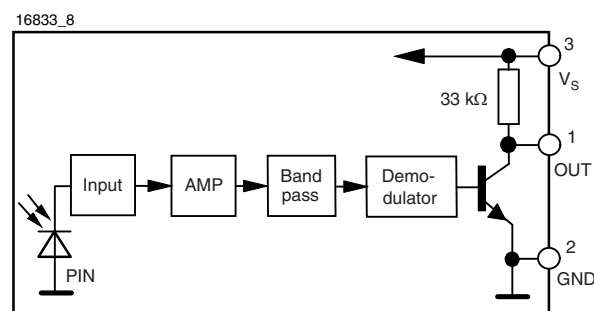 16833_8
3
V_S
33 kΩ
1
OUT
Input
AMP
Band
pass
Demo-
dulator
2
GND
PIN